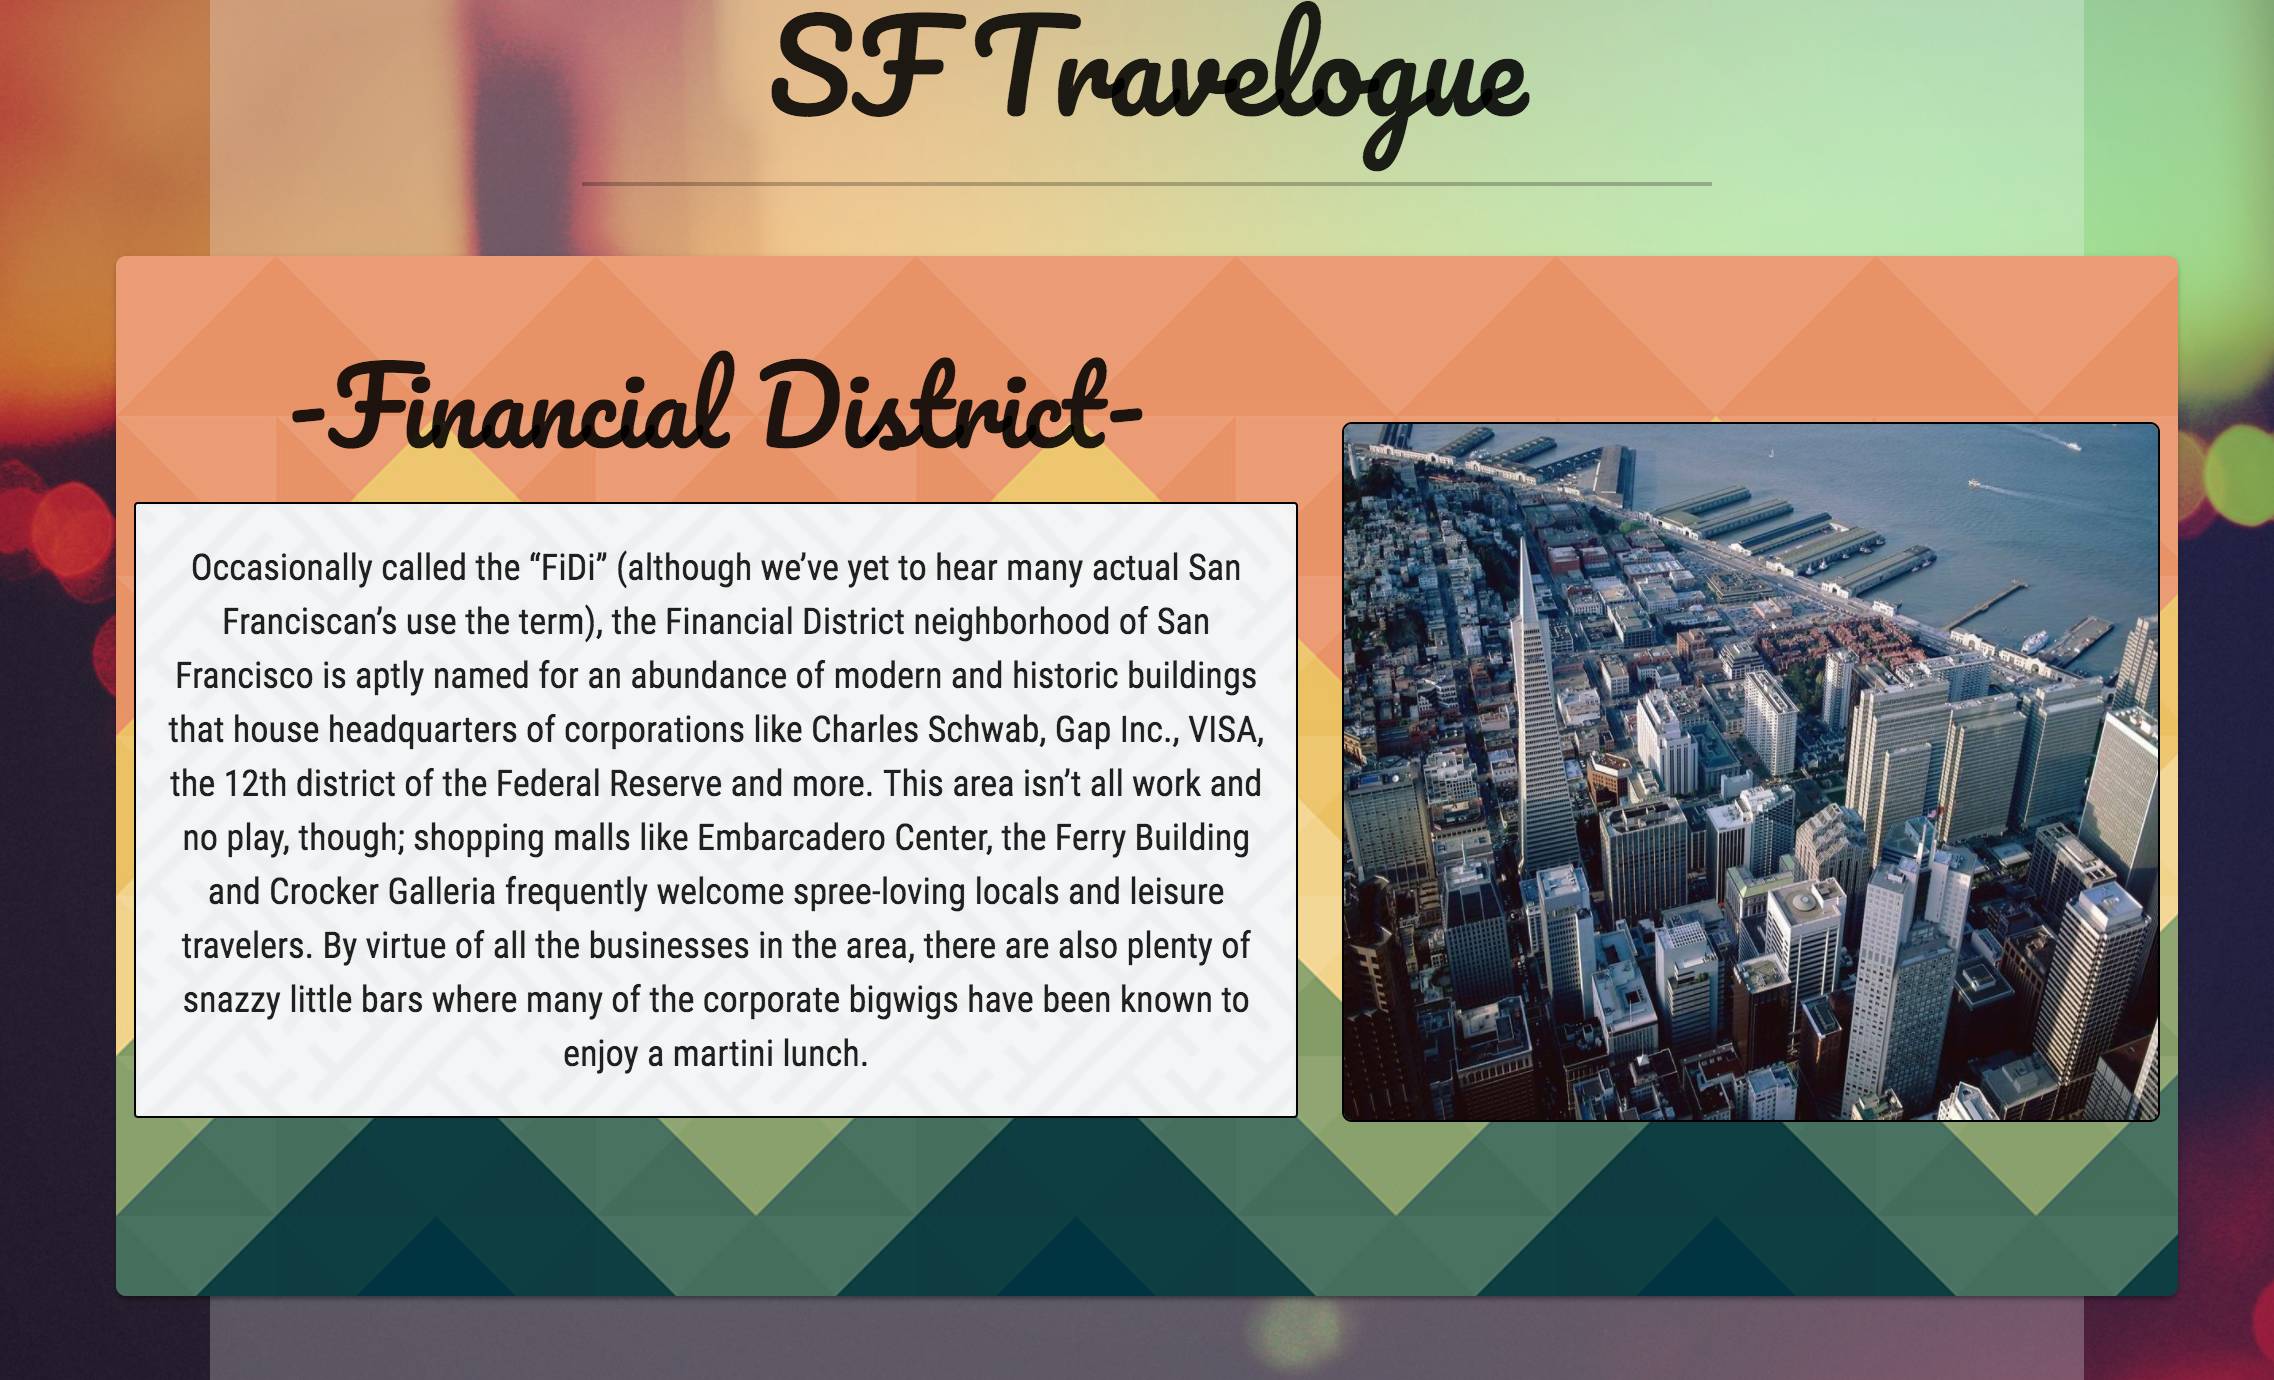 SF Travelogue
-Financial District-
Occasionally called the “FiDi” (although we’ve yet to hear many actual San
Franciscan’s use the term), the Financial District neighborhood of San
Francisco is aptly named for an abundance of modern and historic buildings
that house headquarters of corporations like Charles Schwab, Gap Inc., VISA,
the 12th district of the Federal Reserve and more. This area isn’t all work and
no play, though; shopping malls like Embarcadero Center, the Ferry Building
and Crocker Galleria frequently welcome spree-loving locals and leisure
travelers. By virtue of all the businesses in the area, there are also plenty of
snazzy little bars where many of the corporate bigwigs have been known to
enjoy a martini lunch.